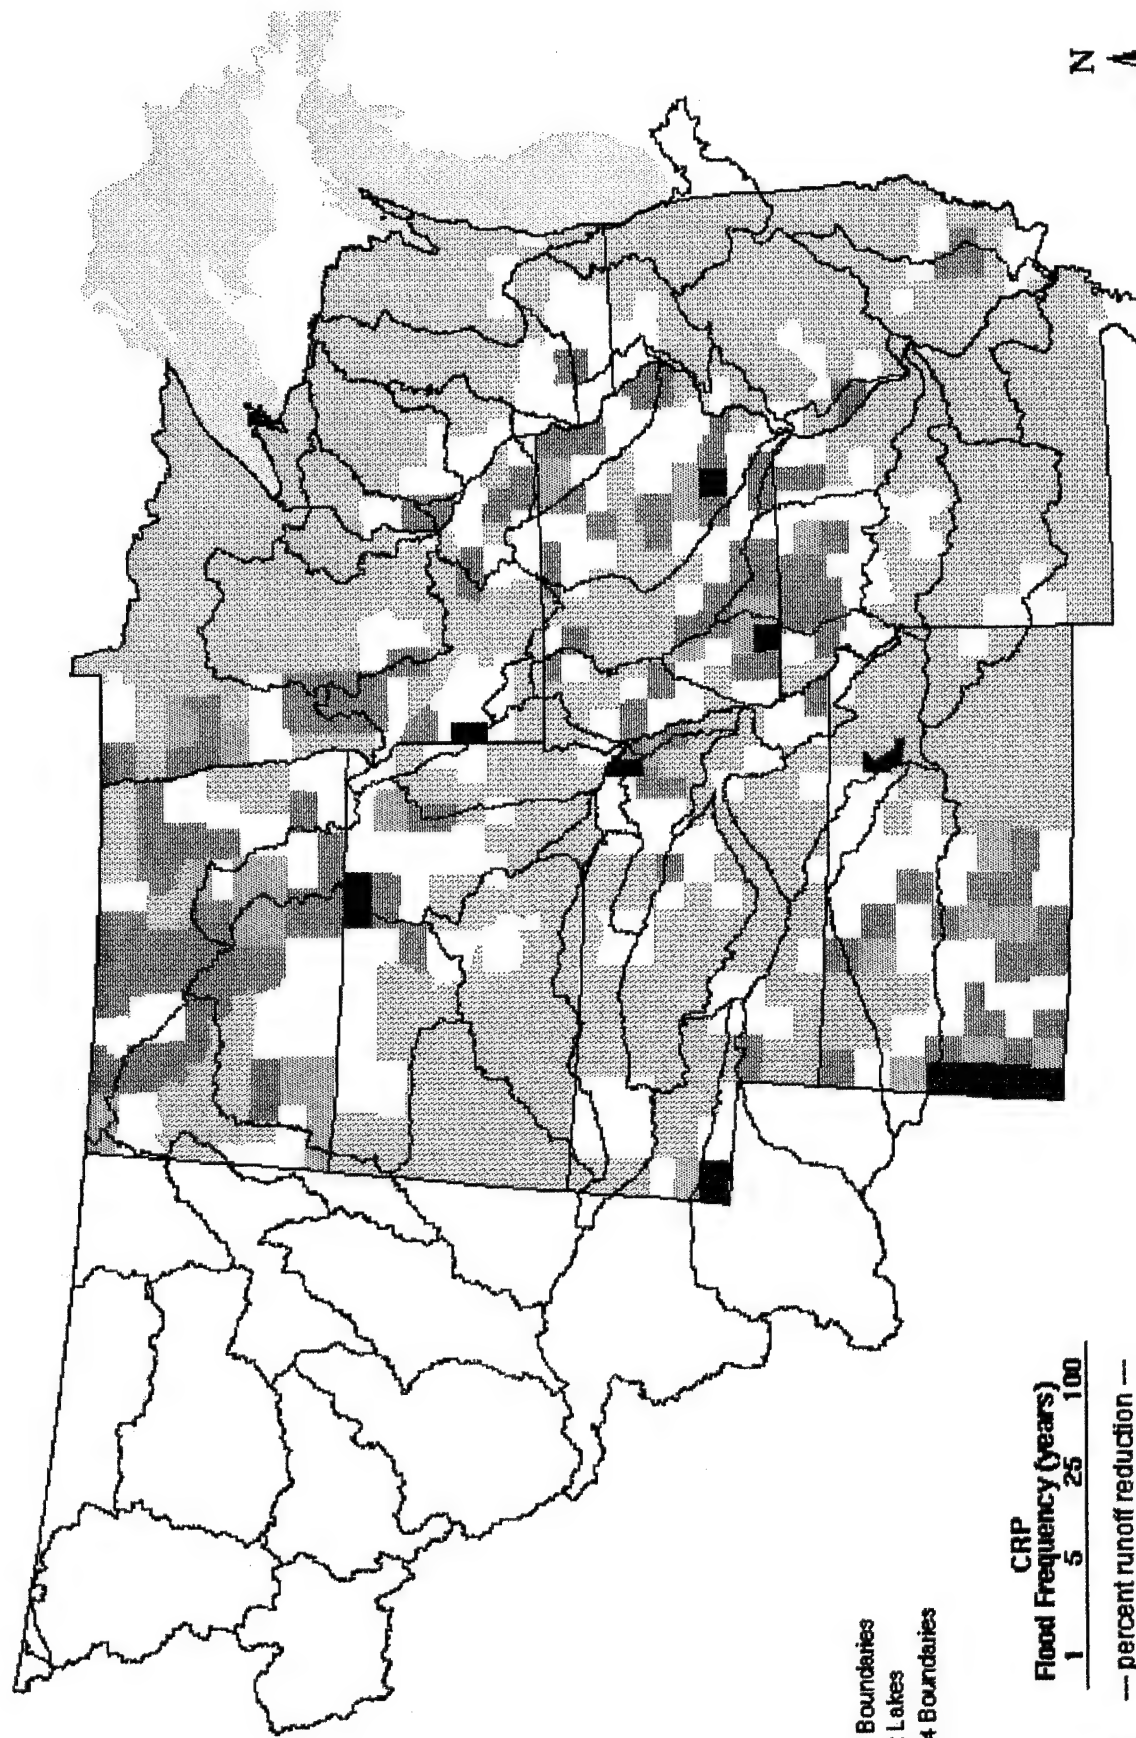 N
Boundaries
Lakes
Boundaries
CRP
Flood Frequency (years)
1 5 25 100
— percent runoff reduction —